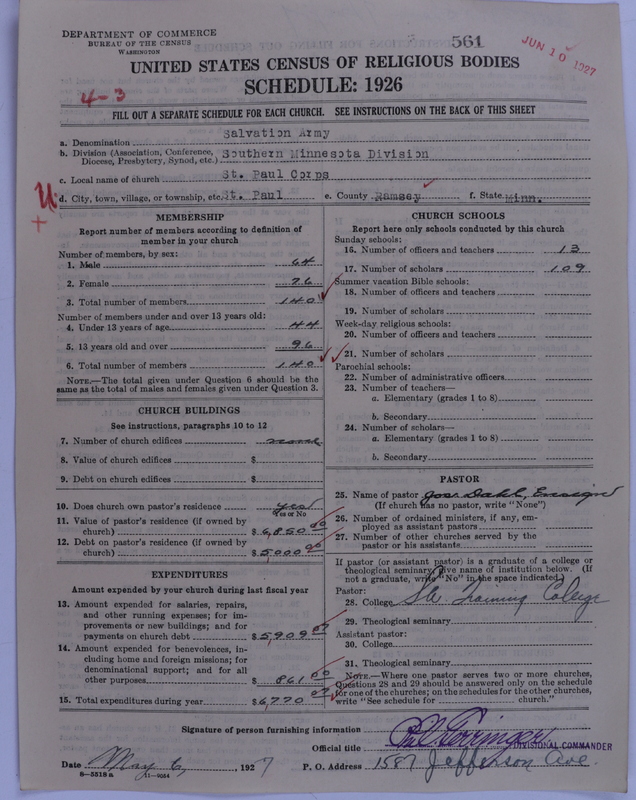 DEPARTMENT OF COMMERCE
BUREAU OF THE CENSUS
WASHINGTON
561
JUN 10 1927
UNITED STATES CENSUS OF RELIGIOUS BODIES
SCHEDULE: 1926
4-3
FILL OUT A SEPARATE SCHEDULE FOR EACH CHURCH. SEE INSTRUCTIONS ON THE BACK OF THIS SHEET
a. Denomination Salvation Army
b. Division (Association, Conference, Diocese, Presbytery, Synod, etc.) Southern Minnesota Division
c. Local name of church St. Paul Corps
U
+
d. City, town, village, or township, etc. St. Paul e. County Ramsey f. State Minn.
MEMBERSHIP
Report number of members according to definition of
member in your church
Number of members, by sex:
1. Male 64
2. Female 76
3. Total number of members 140
Number of members under and over 13 years old:
4. Under 13 years of age 44
5. 13 years old and over 96
6. Total number of members 140
NOTE.—The total given under Question 6 should be the
same as the total of males and females given under Question 3.
CHURCH BUILDINGS
See instructions, paragraphs 10 to 12
7. Number of church edifices
8. Value of church edifices $
9. Debt on church edifices $
10. Does church own pastor's residence yes
Yes or No
11. Value of pastor's residence (if owned by
church) $ 6,850 00
12. Debt on pastor's residence (if owned by
church) $ 5,000 00
EXPENDITURES
Amount expended by your church during last fiscal year
13. Amount expended for salaries, repairs,
and other running expenses; for im-
provements or new buildings; and for
payments on church debt $ 5,909 07
14. Amount expended for benevolences, in-
cluding home and foreign missions; for
denominational support; and for all
other purposes $ 861 00
15. Total expenditures during year $ 6,770 07
CHURCH SCHOOLS
Report here only schools conducted by this church
Sunday schools:
16. Number of officers and teachers 13
17. Number of scholars 109
Summer vacation Bible schools:
18. Number of officers and teachers
19. Number of scholars
Week-day religious schools:
20. Number of officers and teachers
21. Number of scholars
Parochial schools:
22. Number of administrative officers
23. Number of teachers—
a. Elementary (grades 1 to 8)
b. Secondary
24. Number of scholars—
a. Elementary (grades 1 to 8)
b. Secondary
PASTOR
25. Name of pastor Dahl, Ensign
(If church has no pastor, write "None")
26. Number of ordained ministers, if any, em-
ployed as assistant pastors
27. Number of other churches served by the
pastor or his assistants
If pastor (or assistant pastor) is a graduate of a college or
theological seminary, give name of institution below. (If
not a graduate, write "No" in the space indicated)
Pastor:
28. College Training College
29. Theological seminary
Assistant pastor:
30. College
31. Theological seminary
NOTE.—Where one pastor serves two or more churches,
Questions 28 and 29 should be answered only on the schedule
for one of the churches; on the schedules for the other churches,
write "See schedule for church."
Signature of person furnishing information
Official title DIVISIONAL COMMANDER
Date May 6, 1927 P. O. Address 1587 Jefferson Ave.
8-5518 a 11-9054